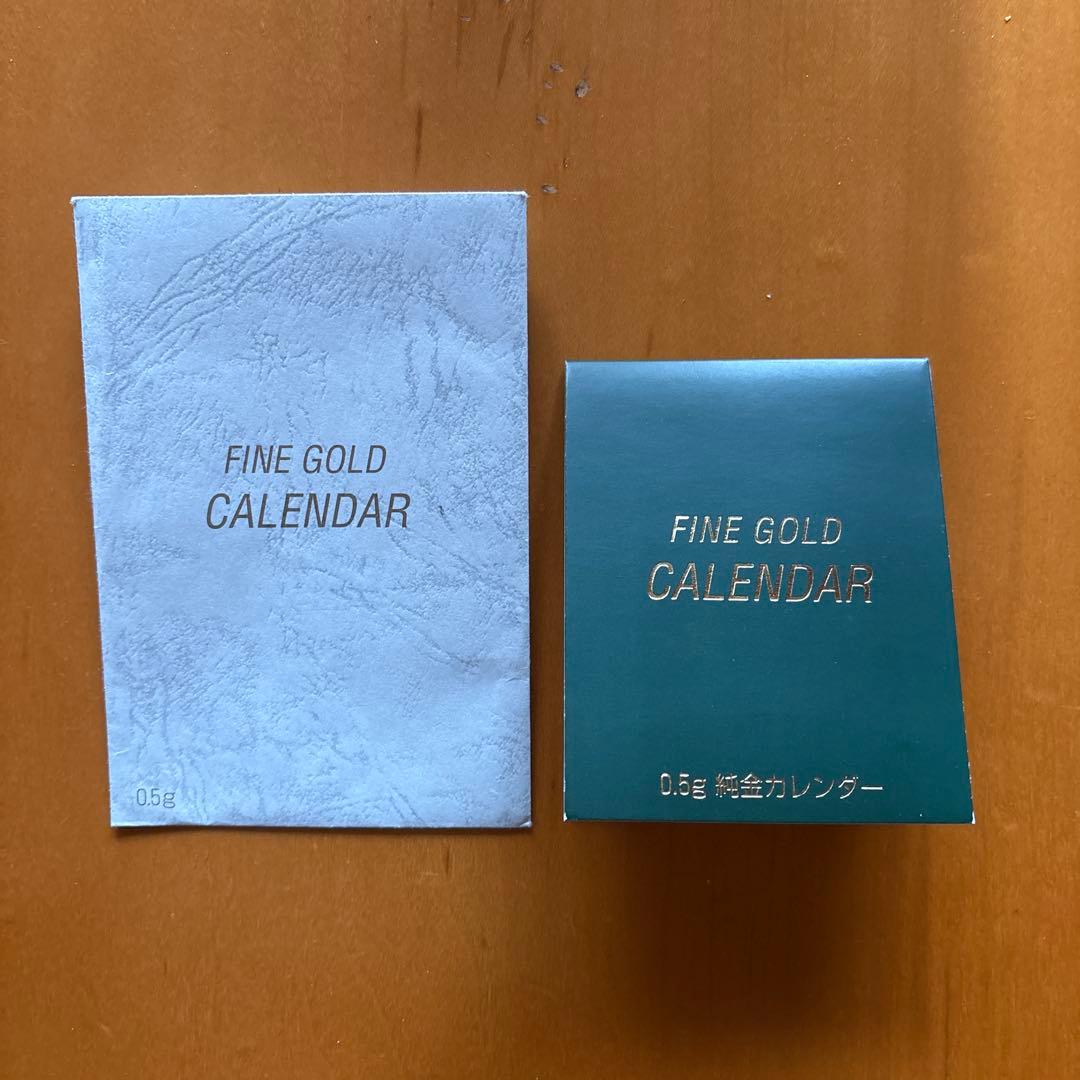 FINE GOLD
CALENDAR
0.5g
FINE GOLD
CALENDAR
0.5g 純金カレンダー